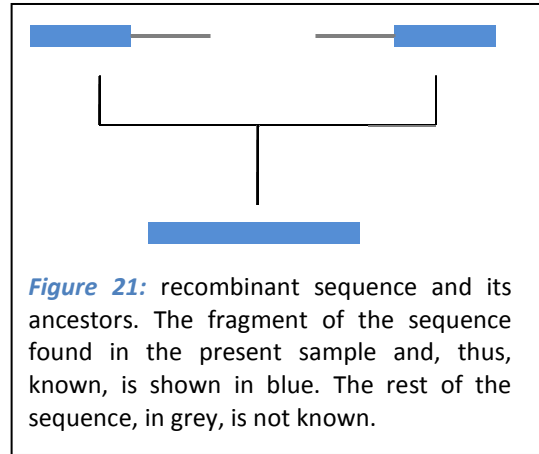 Figure 21: recombinant sequence and its
ancestors. The fragment of the sequence
found in the present sample and, thus,
known, is shown in blue. The rest of the
sequence, in grey, is not known.